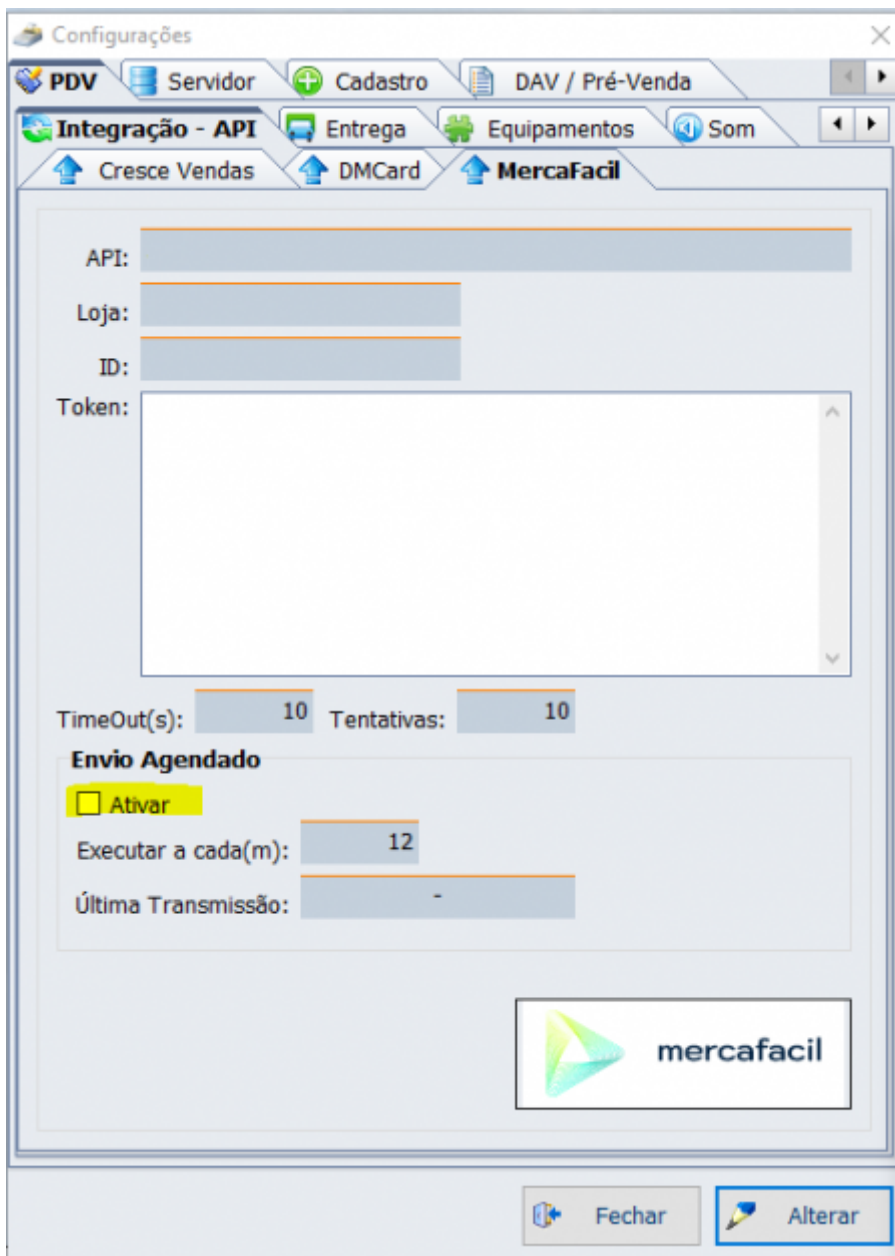 Configurações
PDV Servidor Cadastro DAV / Pré-Venda
Integração - API Entrega Equipamentos Som
Cresce Vendas DMCard MercaFacil
API:
Loja:
ID:
Token:
TimeOut(s): 10 Tentativas: 10
Envio Agendado
Ativar
Executar a cada(m): 12
Última Transmissão: -
mercafacil
Fechar Alterar